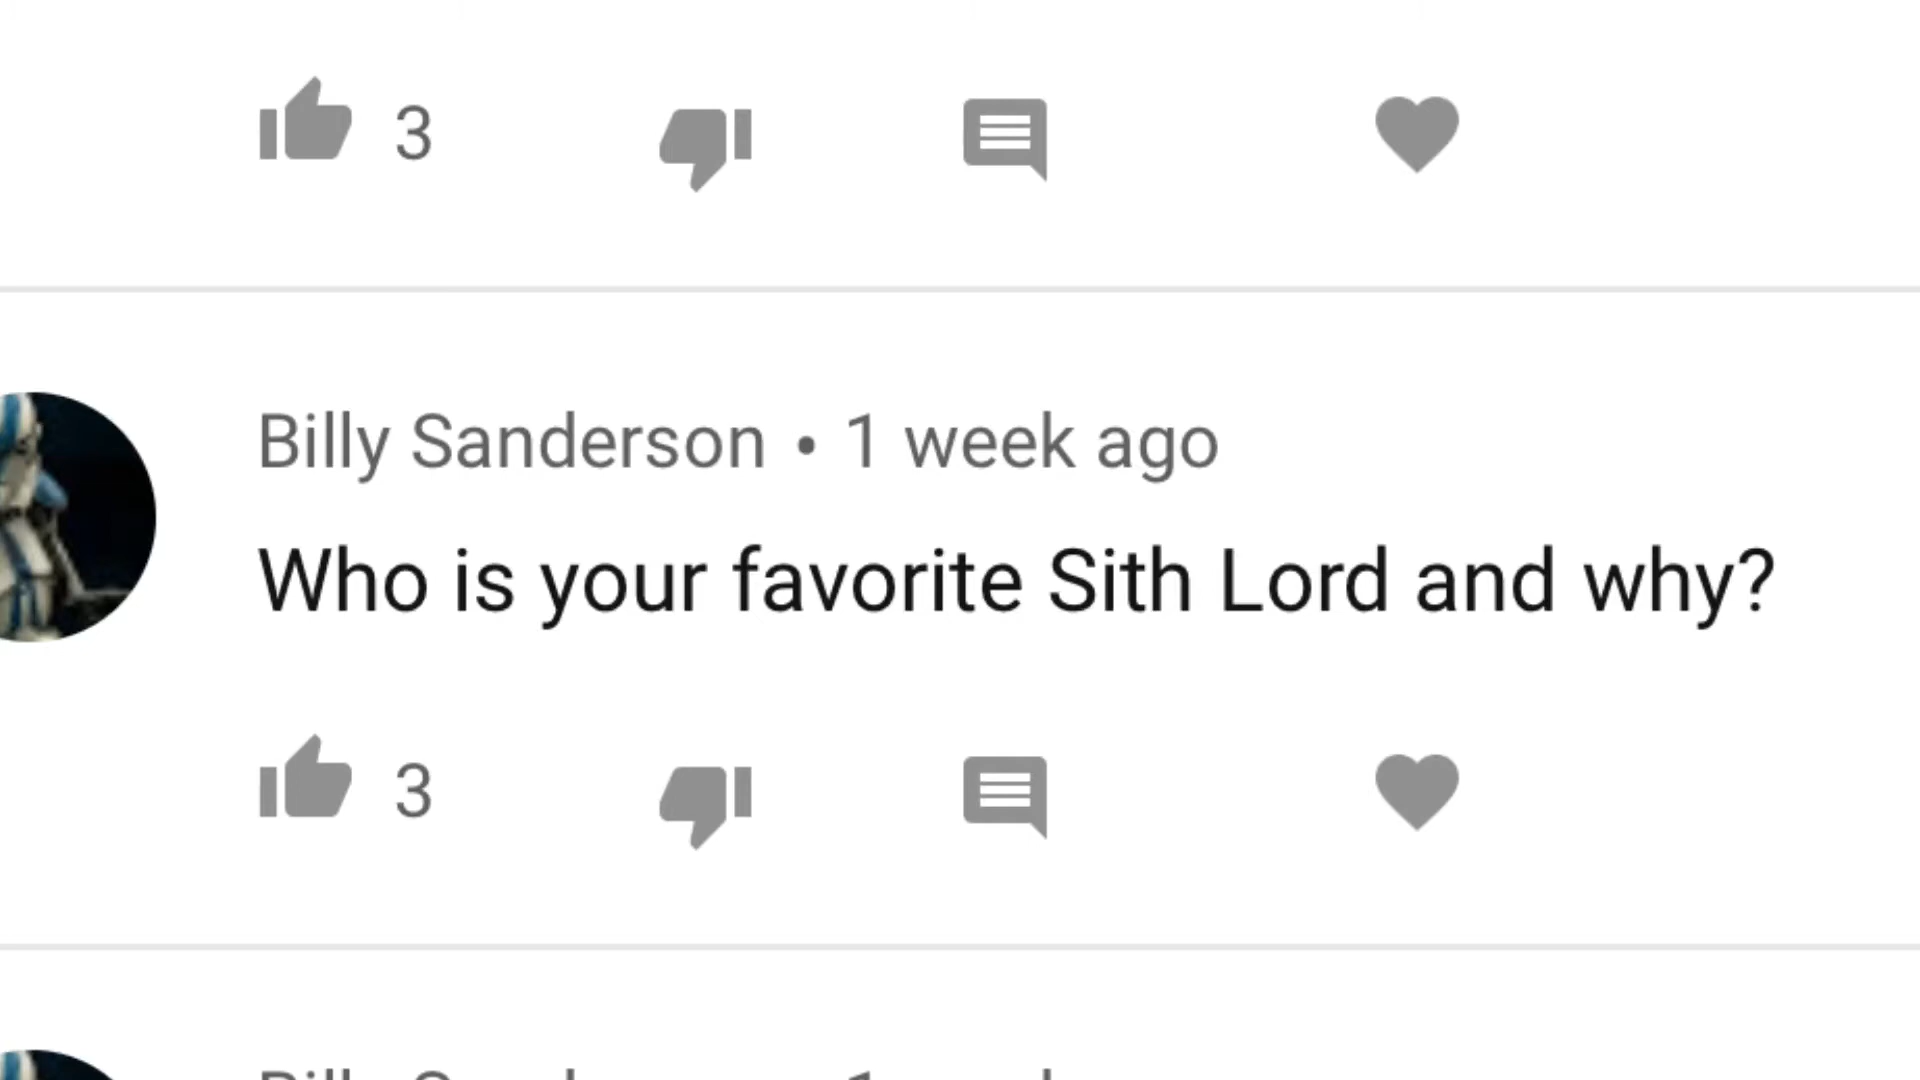 3
Billy Sanderson • 1 week ago
Who is your favorite Sith Lord and why?
3